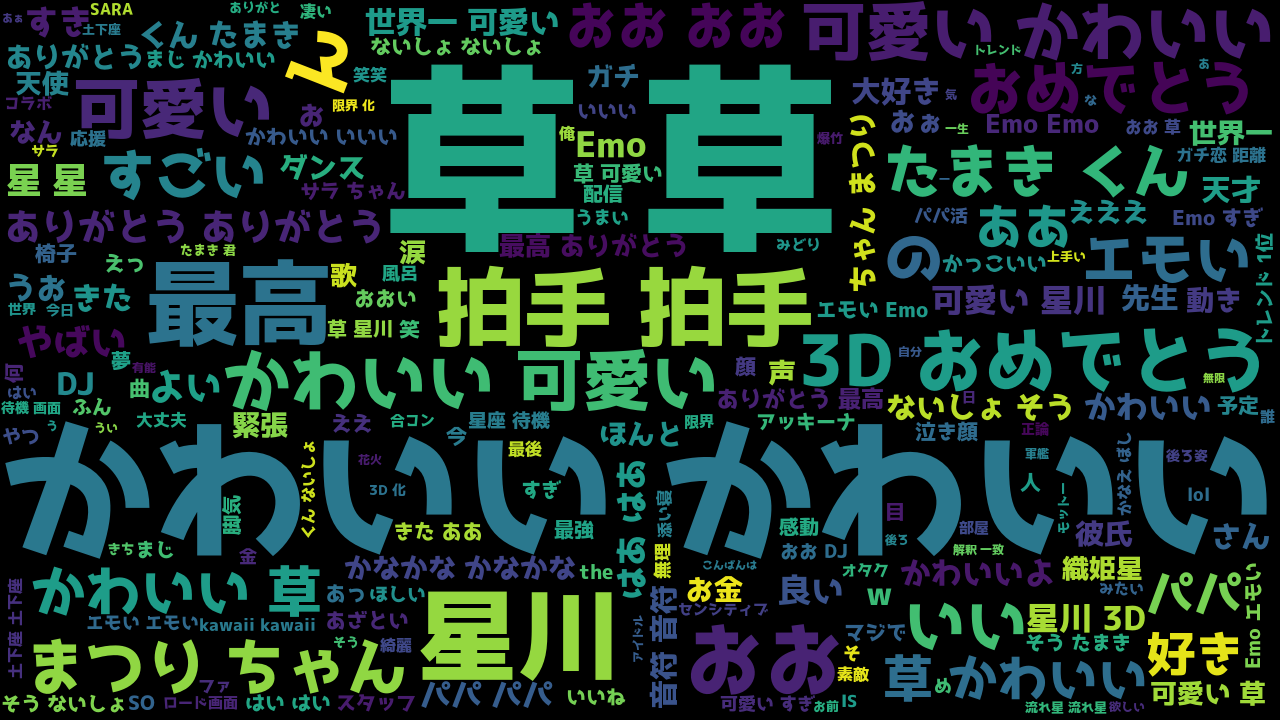 SARA
ありがと
凄い
すき
土下座
くん たまき
世界一 可愛い
おお おお
可愛い かわいい
ありがとう
まじ かわいい
ないしょ ないしょ
トレンド
天使
可愛い
て
笑笑
草 草
ガチ
大好き
気
おめでとう
コラボ
限界 化
お
いいい
なん
応援
かわいい いいい
俺
Emo
爆竹
まつり ちゃん
おお
一生
Emo Emo
おお 草
世界一
サラ
星 星
すごい
ダンス
草 可愛い
たまき くん
ガチ恋 距離
サラ ちゃん
配信
天才
ありがとう ありがとう
うまい
パパ活
ああ
えええ
Emo すぎ
椅子
たまき 君
涙
最高 ありがとう
みどり
の
かっこいい
上手い
エモい
トレンド 1位
えっ
歌
風呂
うお
きた
最高
おおい
拍手 拍手
可愛い 星川
先生
動き
世界
今日
草 星川
笑
エモい Emo
やばい
夢
有能
かわいい 可愛い
顔
声
3D
自分
おめでとう
何
はい
DJ
曲
よい
無限
待機 画面
ふん
ありがとう 最高
ないしょ そう
日
かわいい
予定
誰
やつ
う
うい
大丈夫
緊張
ええ
合コン
今
星座 待機
ほんと
限界
アッキーナ
泣き顔
正論
かわいい かわいい
くん ないしょ
花火
最後
軍艦
かなえ ほし
後ろ姿
3D 化
すぎ
はあ はあ
添い寝
人
モットー
lol
闇気
きた ああ
最強
感動
目
部屋
彼氏
さん
きち
まじ
金
後ろ
おお DJ
解釈 一致
かなかな かなかな
the
無理
こんばんは
オタク
かわいいよ
織姫星
かわいい 草
あっ
ほしい
お金
良い
w
みたい
パパ
土下座 土下座
エモい エモい
kawaii kawaii
あざとい
星川
音符 音符
センシティブ
いい
星川 3D
Emo エモい
まつり ちゃん
そう
綺麗
アイドル
おお
マジで
そ
そう たまき
好き
素敵
草
め
かわいい
そう ないしょ
SO
ファ
ロード画面
はい はい
スタッフ
パパ パパ
いいね
可愛い すぎ
お前
IS
流れ星 流れ星
欲しい
可愛い 草